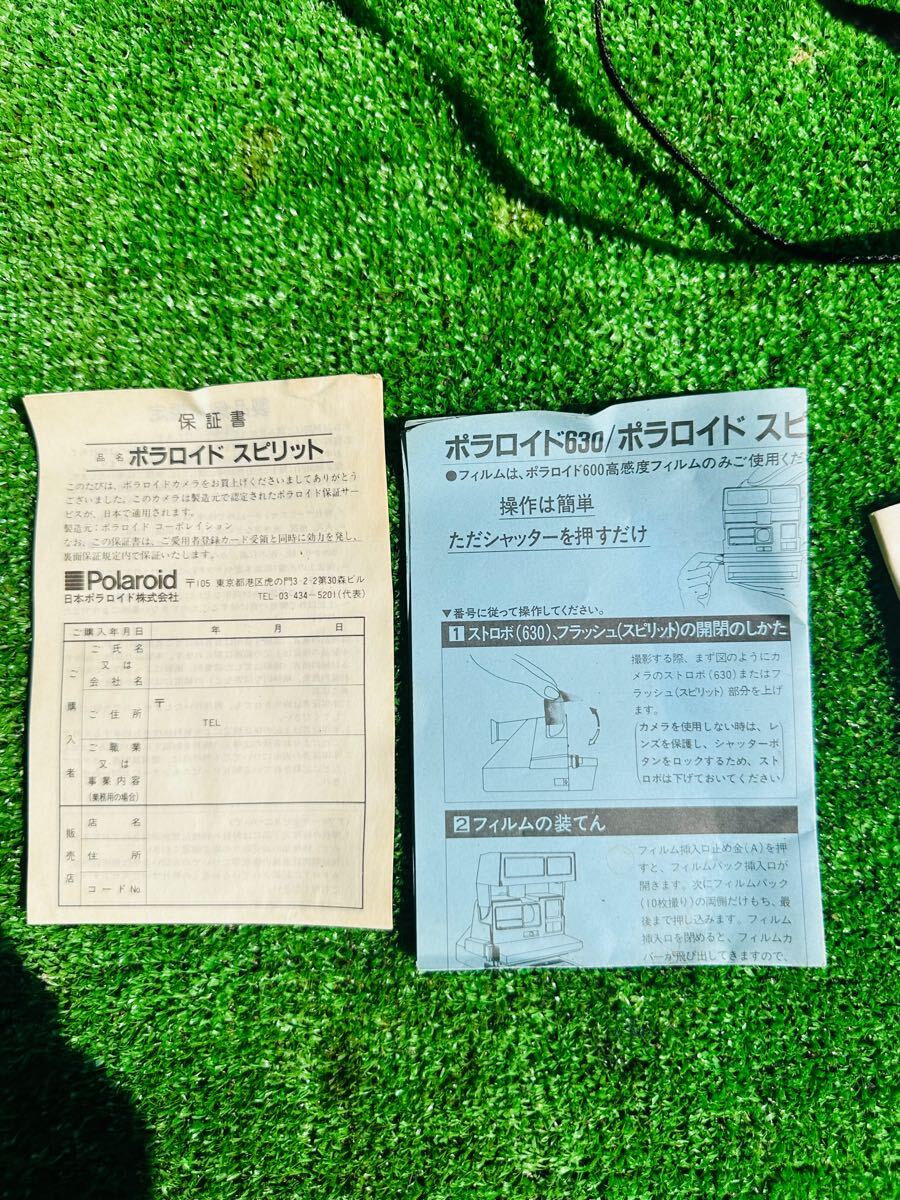 保証書
品名 ポラロイド スピリット
このたびは、ポラロイドカメラをお買上げくださいましてありがとう
ございました。このカメラは製造元で認定されたポラロイド保証サー
ビスが、日本で適用されます。
製造元：ポラロイド コーポレイション
なお、この保証書は、ご愛用者登録カード受領と同時に効力を発し、
裏面保証規定内で保証いたします。
Polaroid 〒105 東京都港区虎の門3-2-2第30森ビル
日本ポラロイド株式会社 TEL・03-434-5201(代表)
ご購入年月日 年 月 日
ご購入者
ご氏名
又は
会社名
ご住所 〒
TEL
ご職業
又は
事業内容
(業務用の場合)
販売店
店名
住所
コードNo.
ポラロイド630/ポラロイド スピ
●フィルムは、ポラロイド600高感度フィルムのみご使用くだ
操作は簡単
ただシャッターを押すだけ
▼番号に従って操作してください。
1 ストロボ(630)、フラッシュ(スピリット)の開閉のしかた
撮影する際、まず図のようにカ
メラのストロボ(630)またはフ
ラッシュ(スピリット)部分を上げ
ます。
(カメラを使用しない時は、レ
ンズを保護し、シャッターボ
タンをロックするため、スト
ロボは下げておいてください
2 フィルムの装てん
フィルム挿入口止め金(A)を押
すと、フィルムパック挿入口が
開きます。次にフィルムパック
(10枚撮り)の両側だけもち、最
後まで押し込みます。フィルム
挿入口を閉めると、フィルムカ
バーが飛び出してきますので、